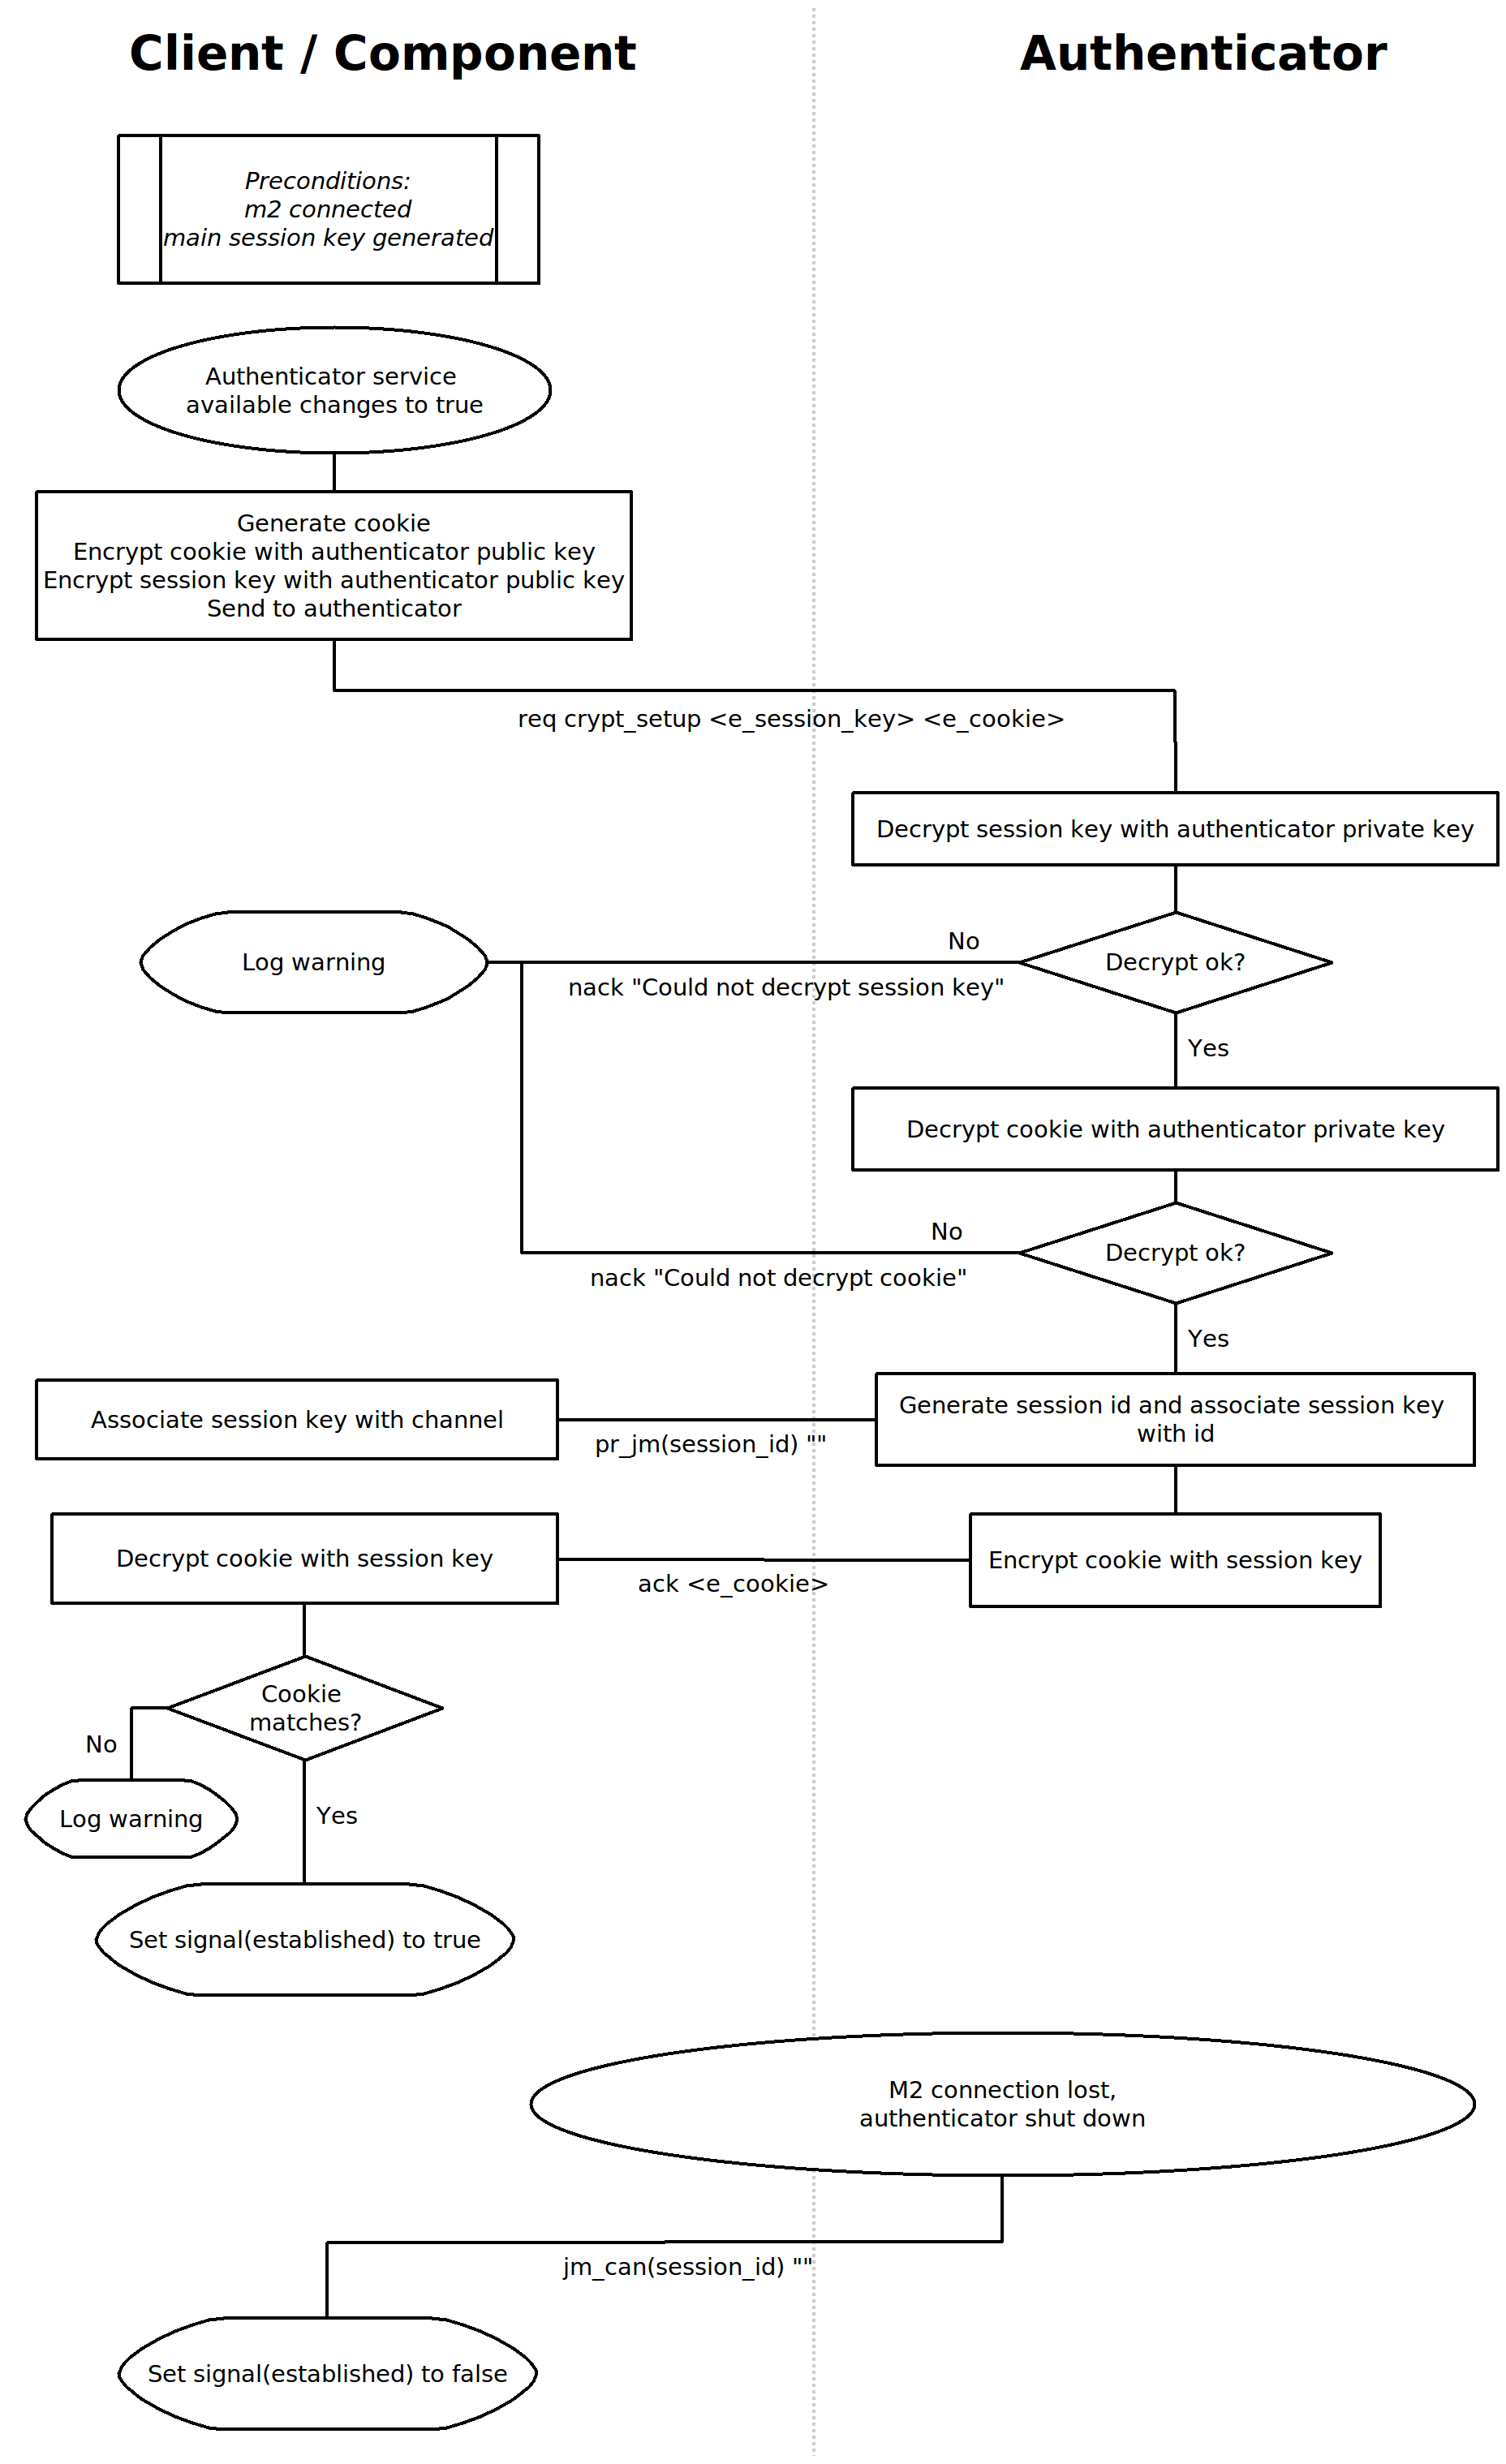 Client / Component
Authenticator
Preconditions:
m2 connected
main session key generated
Authenticator service
available changes to true
Generate cookie
Encrypt cookie with authenticator public key
Encrypt session key with authenticator public key
Send to authenticator
req crypt_setup <e_session_key> <e_cookie>
Decrypt session key with authenticator private key
No
Log warning
Decrypt ok?
nack "Could not decrypt session key"
Yes
Decrypt cookie with authenticator private key
No
Decrypt ok?
nack "Could not decrypt cookie"
Yes
Generate session id and associate session key
with id
Associate session key with channel
pr_jm(session_id) ""
Decrypt cookie with session key
Encrypt cookie with session key
ack <e_cookie>
Cookie
matches?
No
Log warning
Yes
Set signal(established) to true
M2 connection lost,
authenticator shut down
jm_can(session_id) ""
Set signal(established) to false